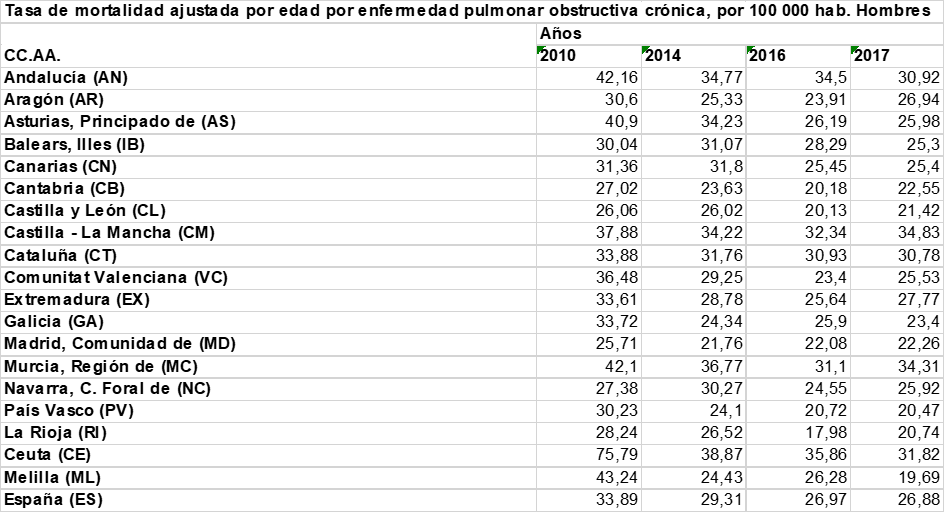 Tasa de mortalidad ajustada por edad por enfermedad pulmonar obstructiva crónica, por 100 000 hab. Hombres
Años
CC.AA. 2010 2014 2016 2017
Andalucía (AN) 42,16 34,77 34,5 30,92
Aragón (AR) 30,6 25,33 23,91 26,94
Asturias, Principado de (AS) 40,9 34,23 26,19 25,98
Balears, Illes (IB) 30,04 31,07 28,29 25,3
Canarias (CN) 31,36 31,8 25,45 25,4
Cantabria (CB) 27,02 23,63 20,18 22,55
Castilla y León (CL) 26,06 26,02 20,13 21,42
Castilla - La Mancha (CM) 37,88 34,22 32,34 34,83
Cataluña (CT) 33,88 31,76 30,93 30,78
Comunitat Valenciana (VC) 36,48 29,25 23,4 25,53
Extremadura (EX) 33,61 28,78 25,64 27,77
Galicia (GA) 33,72 24,34 25,9 23,4
Madrid, Comunidad de (MD) 25,71 21,76 22,08 22,26
Murcia, Región de (MC) 42,1 36,77 31,1 34,31
Navarra, C. Foral de (NC) 27,38 30,27 24,55 25,92
País Vasco (PV) 30,23 24,1 20,72 20,47
La Rioja (RI) 28,24 26,52 17,98 20,74
Ceuta (CE) 75,79 38,87 35,86 31,82
Melilla (ML) 43,24 24,43 26,28 19,69
España (ES) 33,89 29,31 26,97 26,88